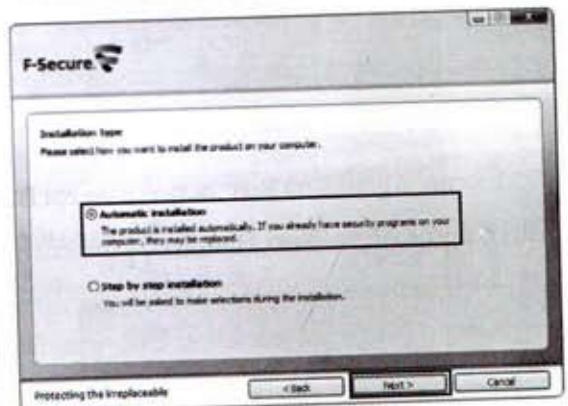 F-Secure.
Installation type
Please select how you want to install the product on your computer.
Automatic installation
The product is installed automatically. If you already have security programs on your
computer, they may be replaced.
Step by step installation
You will be asked to make selections during the installation.
Protecting the irreplaceable
< Back
Next >
Cancel